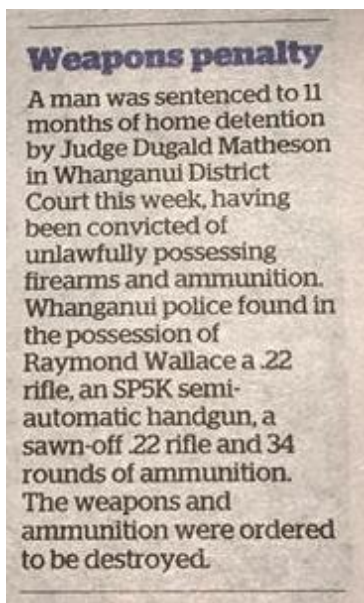 Weapons penalty
A man was sentenced to 11
months of home detention
by Judge Dugald Matheson
in Whanganui District
Court this week, having
been convicted of
unlawfully possessing
firearms and ammunition.
Whanganui police found in
the possession of
Raymond Wallace a .22
rifle, an SP5K semi-
automatic handgun, a
sawn-off .22 rifle and 34
rounds of ammunition.
The weapons and
ammunition were ordered
to be destroyed.